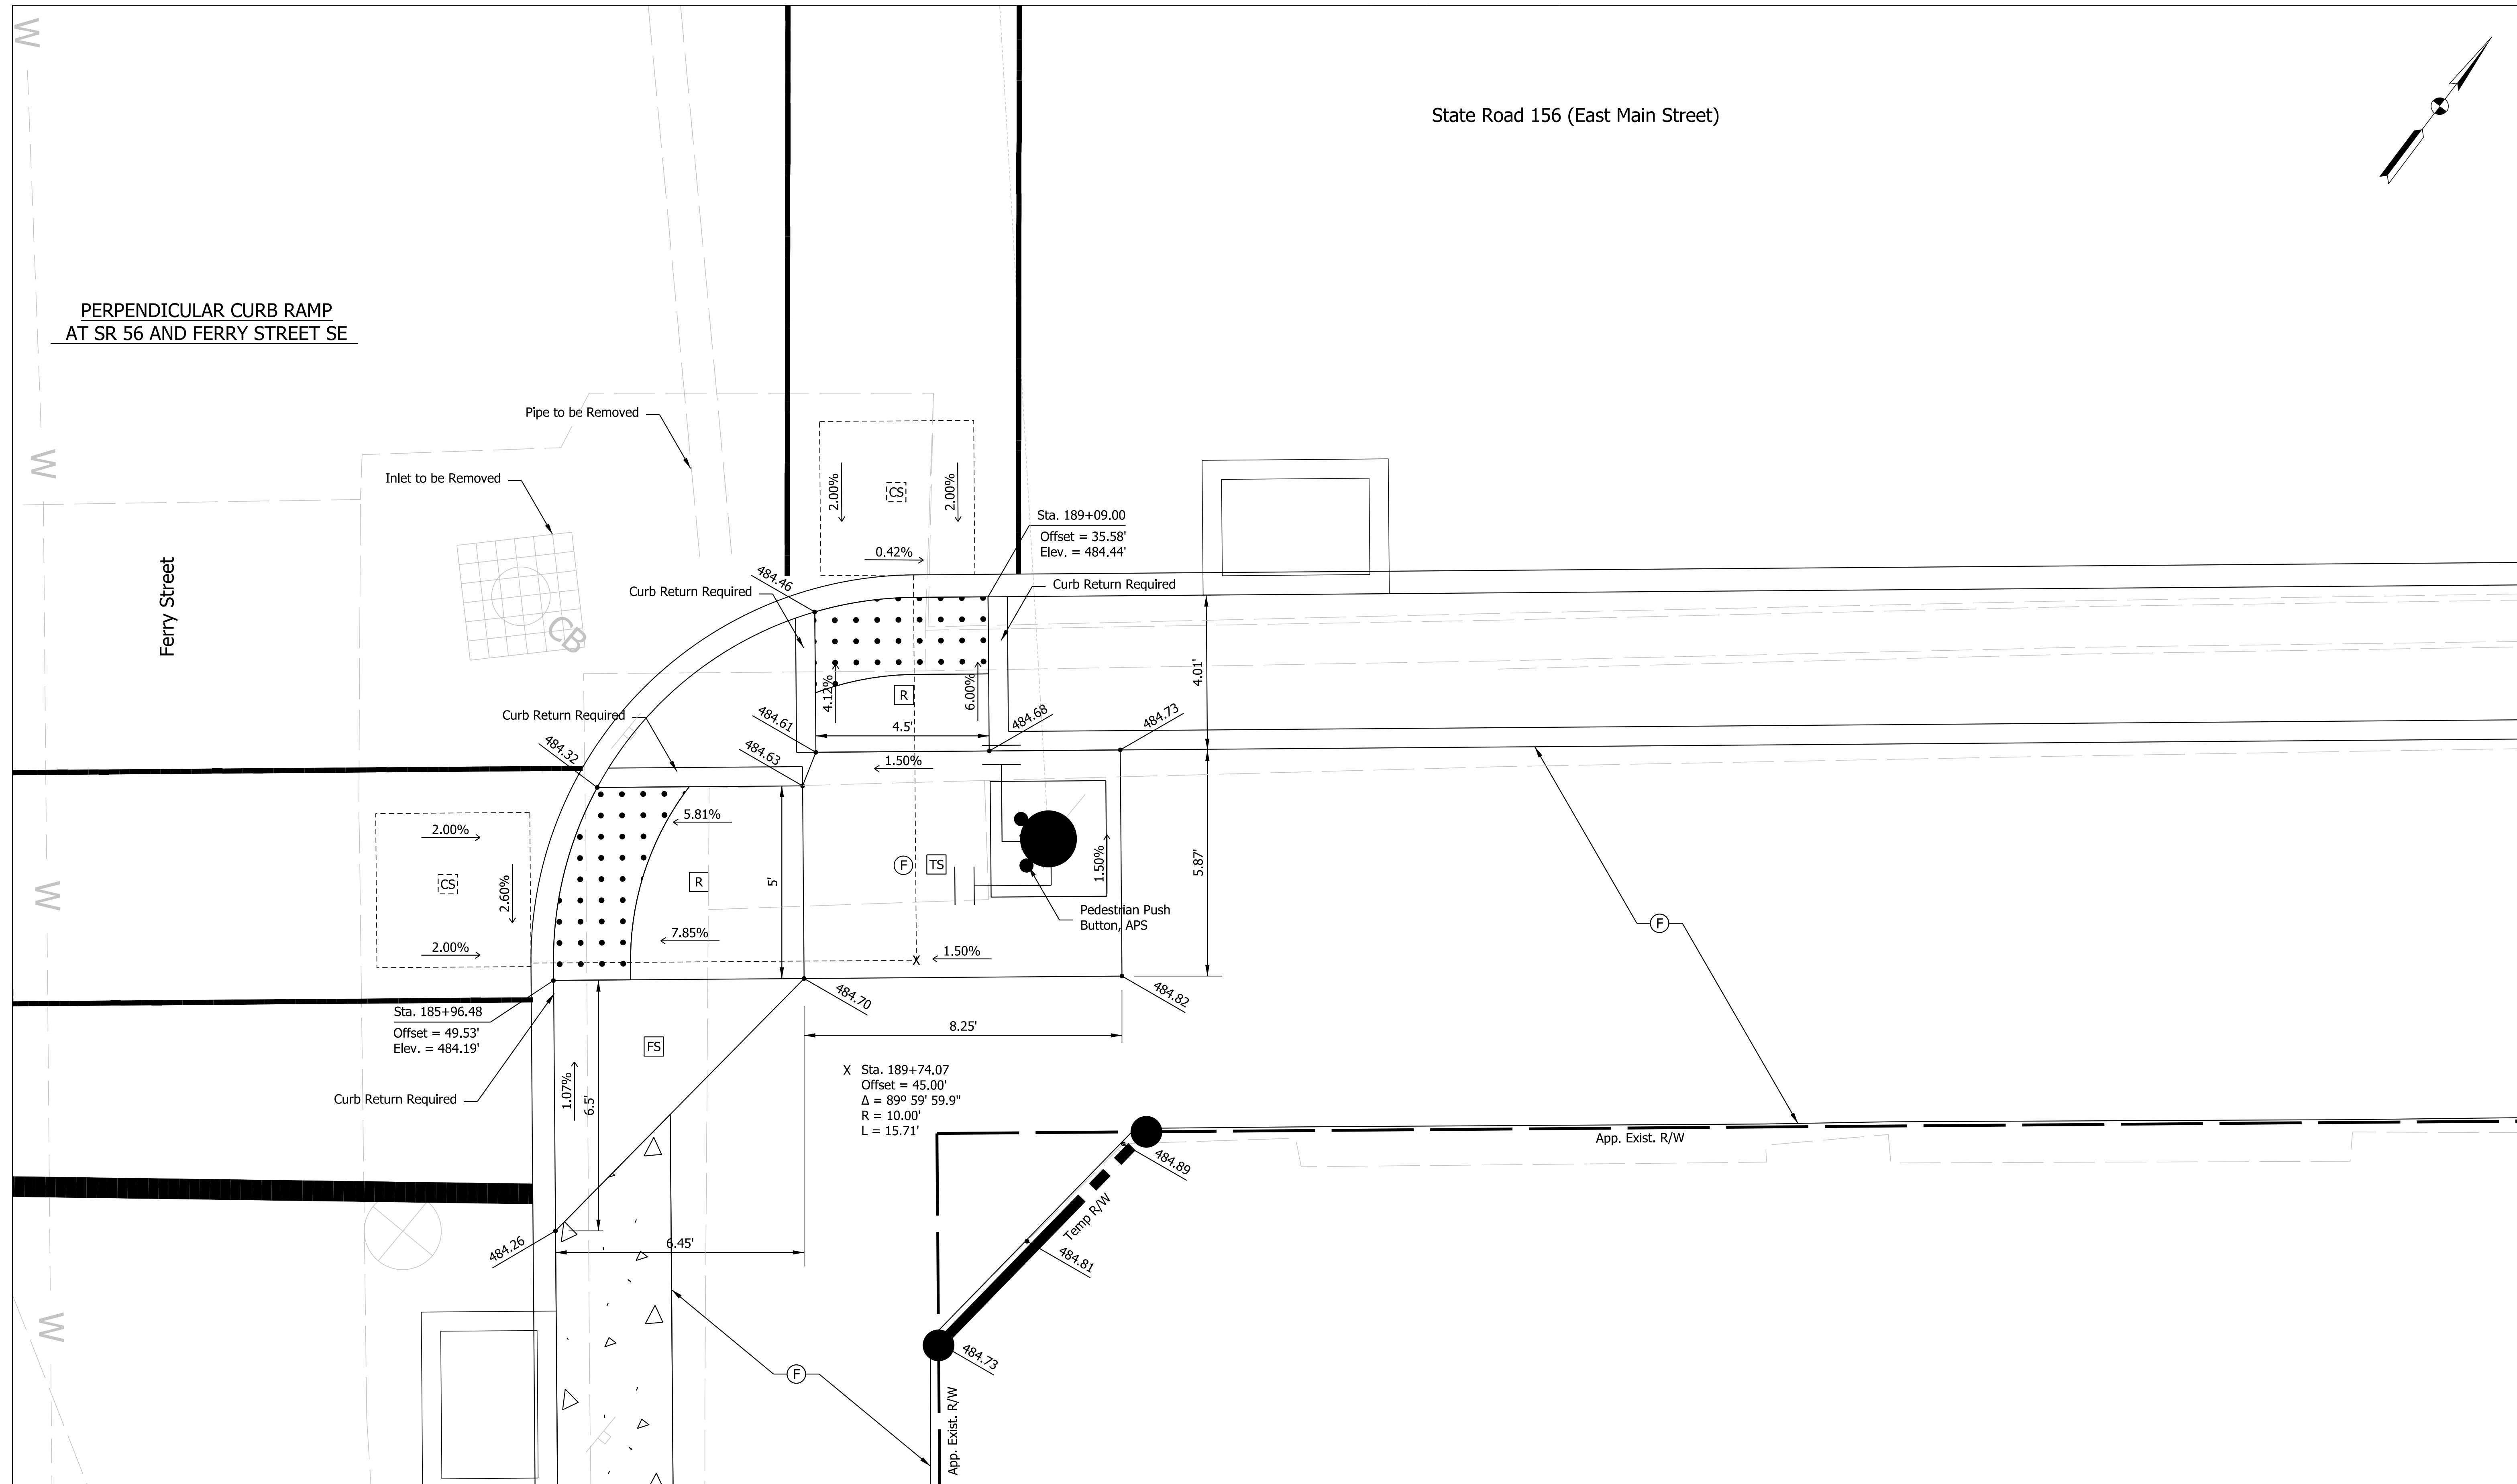 W
State Road 156 (East Main Street)
PERPENDICULAR CURB RAMP
AT SR 56 AND FERRY STREET SE
Pipe to be Removed
W
Inlet to be Removed
2.00%
CS
2.00%
Sta. 189+09.00
Offset = 35.58'
Elev. = 484.44'
0.42%
Ferry Street
484.46
Curb Return Required
Curb Return Required
CB
4.01'
4.12%
R
6.00%
484.61
4.5'
484.68
484.73
Curb Return Required
484.32
484.63
1.50%
5.81%
2.00%
CS
2.60%
W
R
5'
F
TS
1.50%
5.87'
Pedestrian Push
Button, APS
F
7.85%
2.00%
1.50%
X
484.70
484.82
Sta. 185+96.48
Offset = 49.53'
Elev. = 484.19'
8.25'
FS
X Sta. 189+74.07
Offset = 45.00'
Δ = 89º 59' 59.9"
R = 10.00'
L = 15.71'
1.07%
6.5'
Curb Return Required
App. Exist. R/W
484.89
Temp R/W
484.26
6.45'
484.81
W
484.73
F
App. Exist. R/W